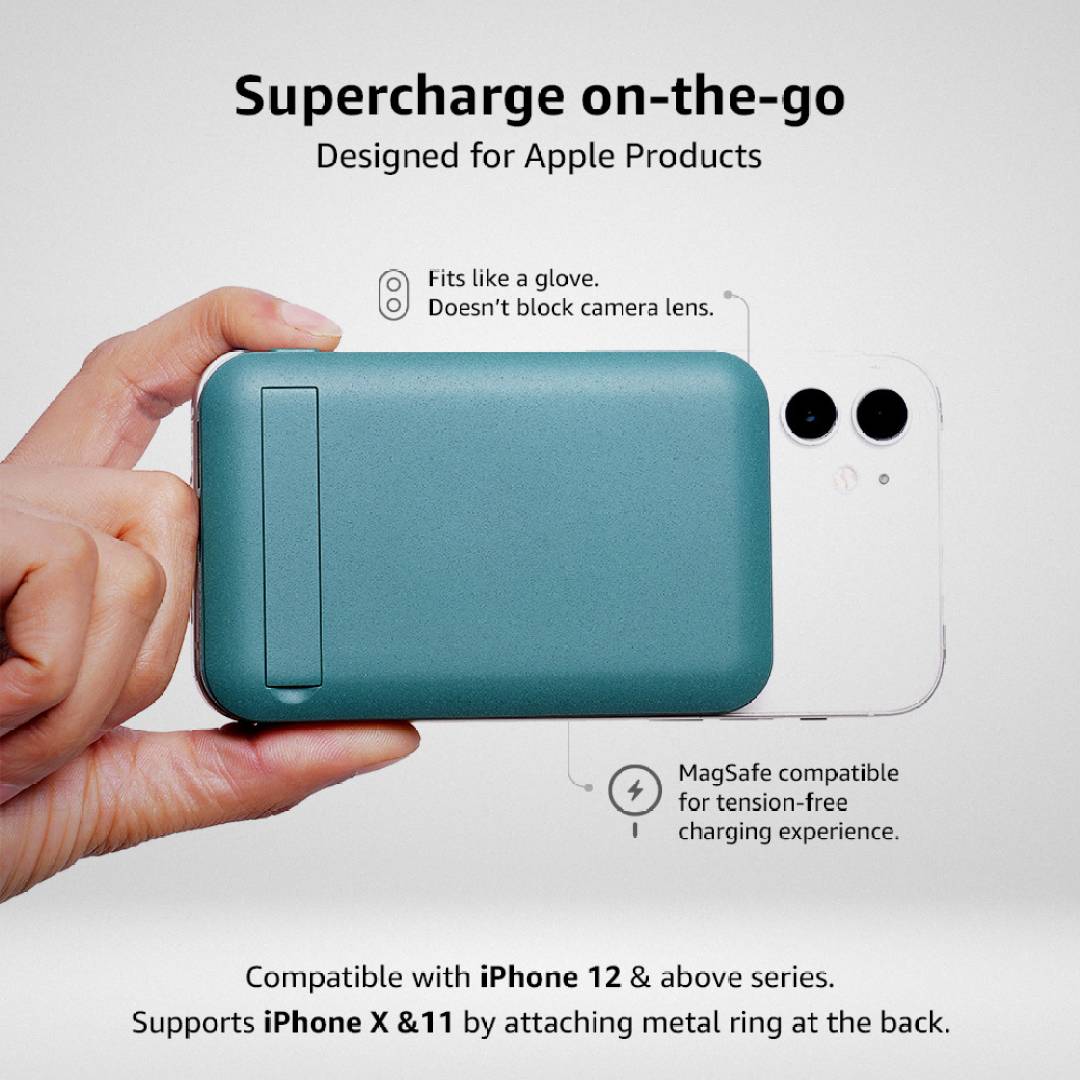 Supercharge on-the-go
Designed for Apple Products
Fits like a glove.
Doesn't block camera lens.
MagSafe compatible
for tension-free
charging experience.
Compatible with iPhone 12 & above series.
Supports iPhone X &11 by attaching metal ring at the back.